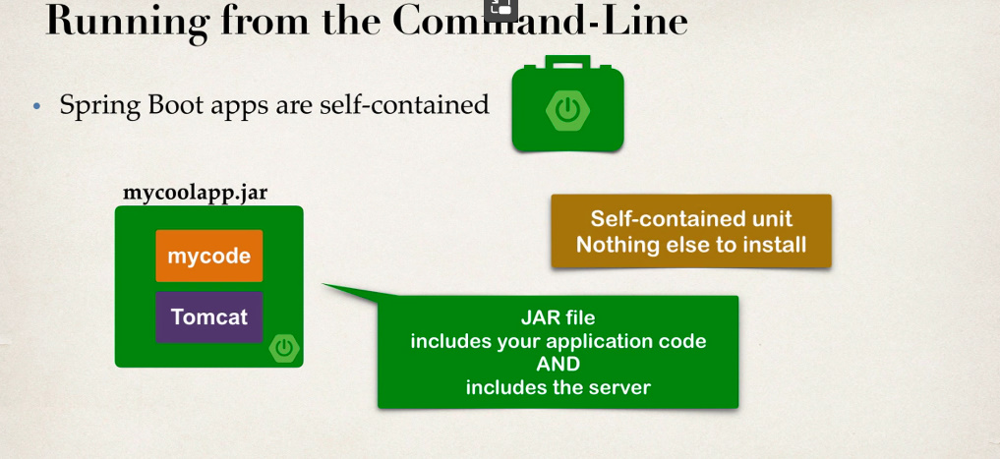 Running from the Command-Line
• Spring Boot apps are self-contained
mycoolapp.jar
mycode
Tomcat
Self-contained unit
Nothing else to install
JAR file
includes your application code
AND
includes the server